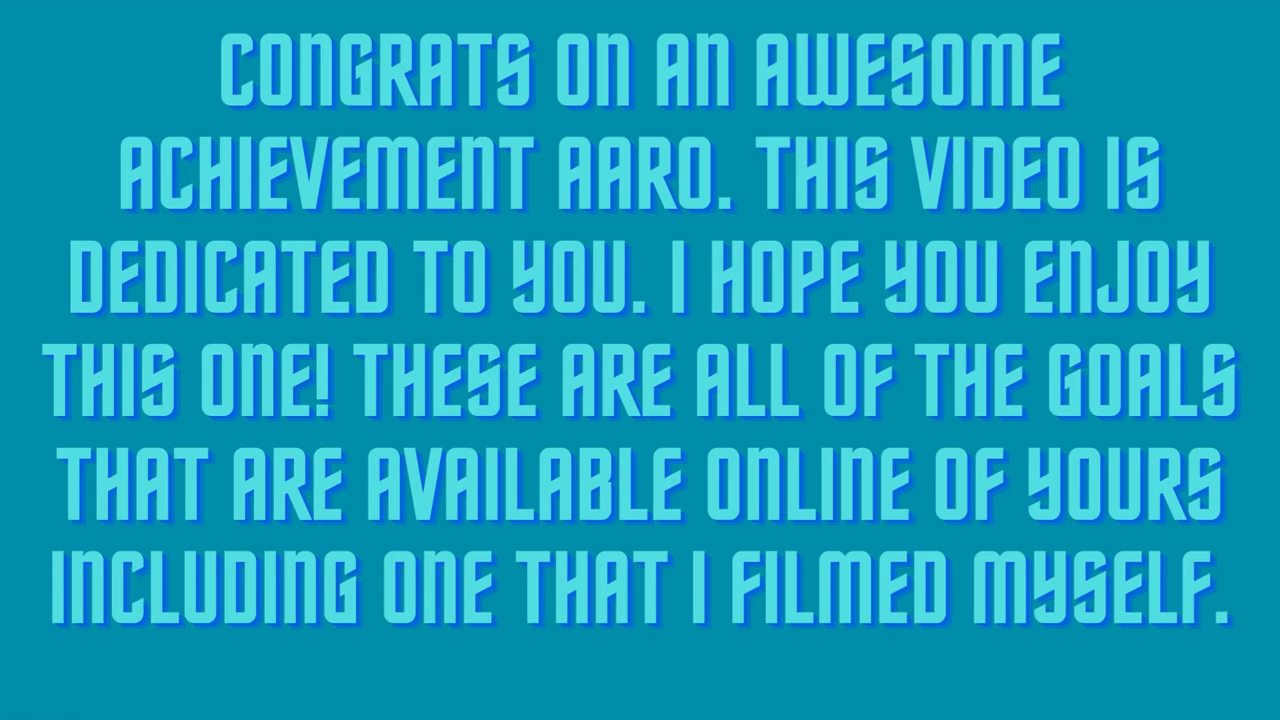 CONGRATS ON AN AWESOME
ACHIEVEMENT AARO. THIS VIDEO IS
DEDICATED TO YOU. I HOPE YOU ENJOY
THIS ONE! THESE ARE ALL OF THE GOALS
THAT ARE AVAILABLE ONLINE OF YOURS
INCLUDING ONE THAT I FILMED MYSELF.